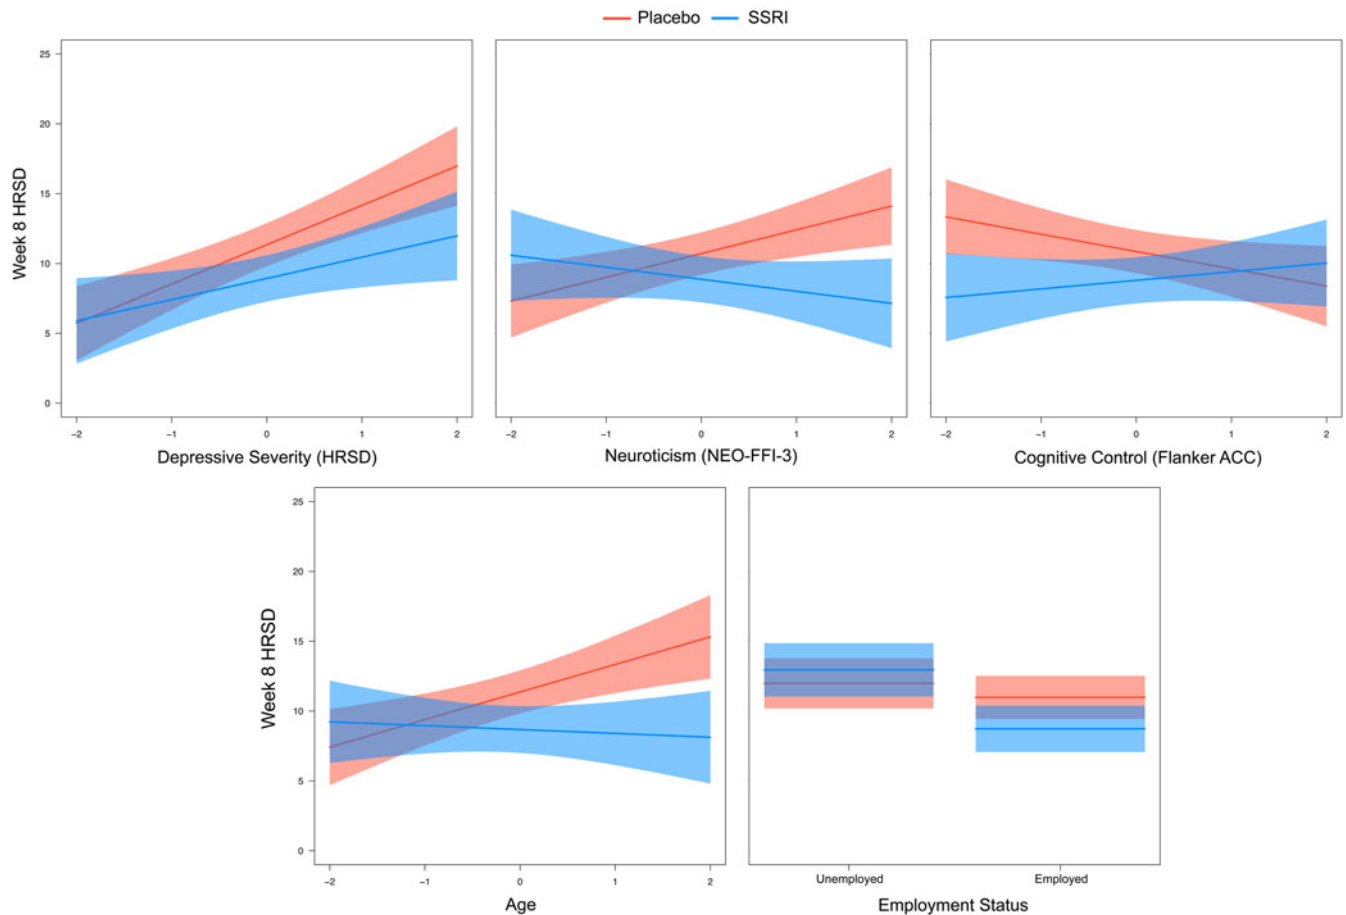 Placebo SSRI
Week 8 HRSD
25
20
15
10
5
0
-2 -1 0 1 2
Depressive Severity (HRSD)
-2 -1 0 1 2
Neuroticism (NEO-FFI-3)
-2 -1 0 1 2
Cognitive Control (Flanker ACC)
Week 8 HRSD
25
20
15
10
5
0
-2 -1 0 1 2
Age
Unemployed Employed
Employment Status